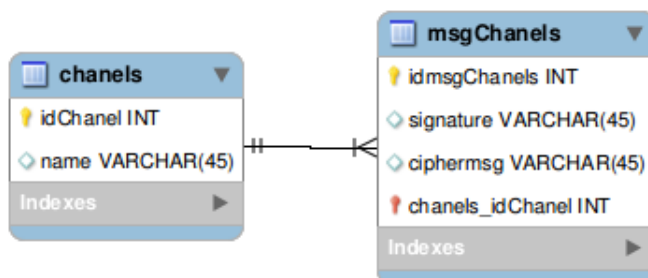 chanels
idChanel INT
name VARCHAR(45)
Indexes
msgChanels
idmsgChanels INT
signature VARCHAR(45)
ciphermsg VARCHAR(45)
chanels_idChanel INT
Indexes